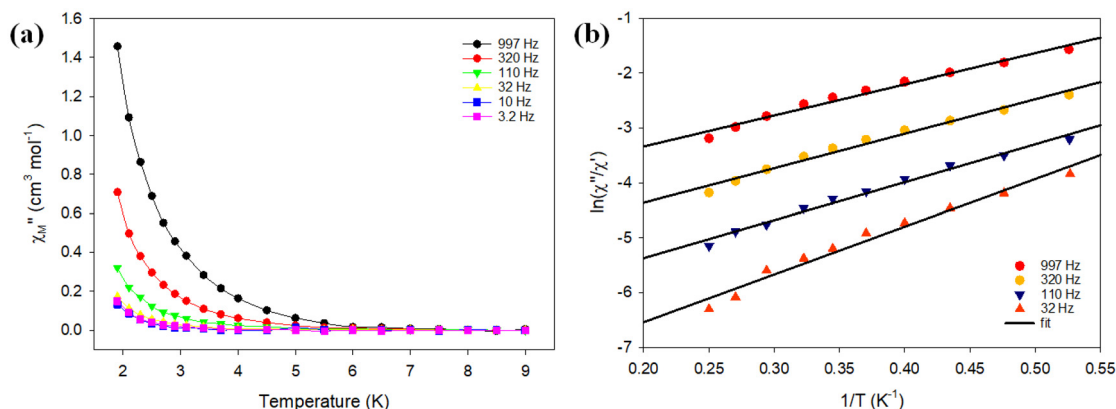 (a)
1.6
1.4
1.2
1.0
0.8
0.6
0.4
0.2
0.0
χM" (cm³ mol⁻¹)
997 Hz
320 Hz
110 Hz
32 Hz
10 Hz
3.2 Hz
2 3 4 5 6 7 8 9
Temperature (K)
(b)
-1
-2
-3
-4
-5
-6
-7
ln(χ"/χ')
997 Hz
320 Hz
110 Hz
32 Hz
fit
0.20 0.25 0.30 0.35 0.40 0.45 0.50 0.55
1/T (K⁻¹)